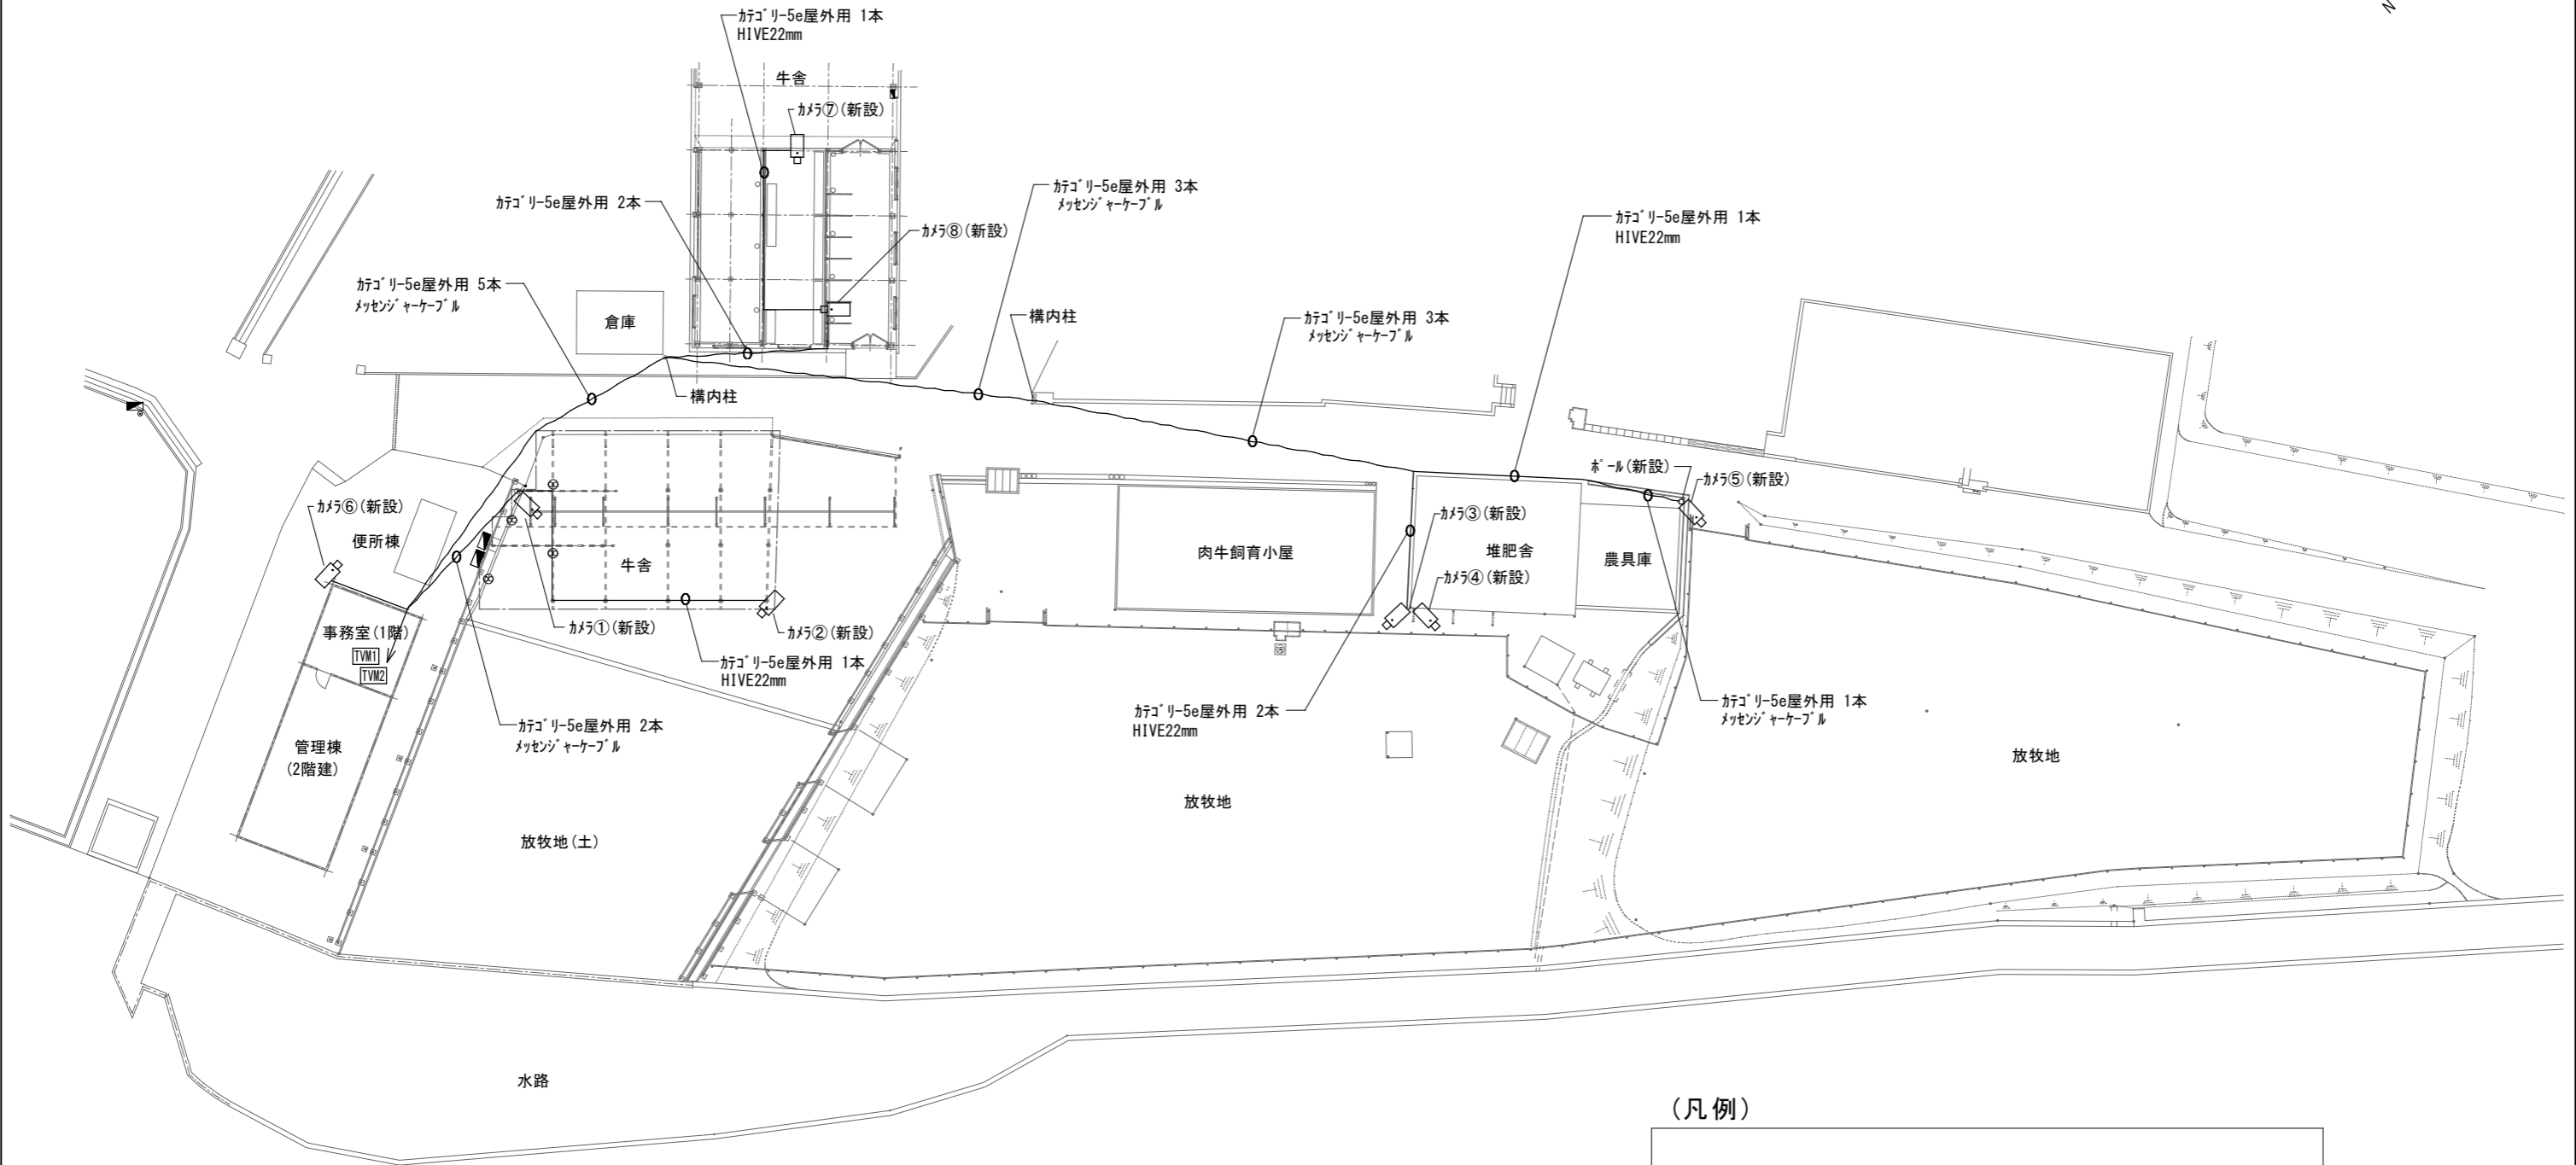 N
カテゴリ-5e屋外用 1本
HIVE22mm
牛舎
カメラ⑦(新設)
カテゴリ-5e屋外用 2本
カテゴリ-5e屋外用 3本
メッセンジャーケーブル
カメラ⑧(新設)
カテゴリ-5e屋外用 1本
HIVE22mm
カテゴリ-5e屋外用 5本
メッセンジャーケーブル
倉庫
構内柱
カテゴリ-5e屋外用 3本
メッセンジャーケーブル
構内柱
ポール(新設)
カメラ⑤(新設)
カメラ⑥(新設)
便所棟
牛舎
肉牛飼育小屋
カメラ③(新設)
堆肥舎
農具庫
カメラ④(新設)
事務室(1階)
TVM1
TVM2
カメラ①(新設)
カメラ②(新設)
カテゴリ-5e屋外用 1本
HIVE22mm
カテゴリ-5e屋外用 2本
メッセンジャーケーブル
カテゴリ-5e屋外用 2本
HIVE22mm
カテゴリ-5e屋外用 1本
メッセンジャーケーブル
管理棟
(2階建)
放牧地
放牧地
放牧地(土)
水路
(凡例)